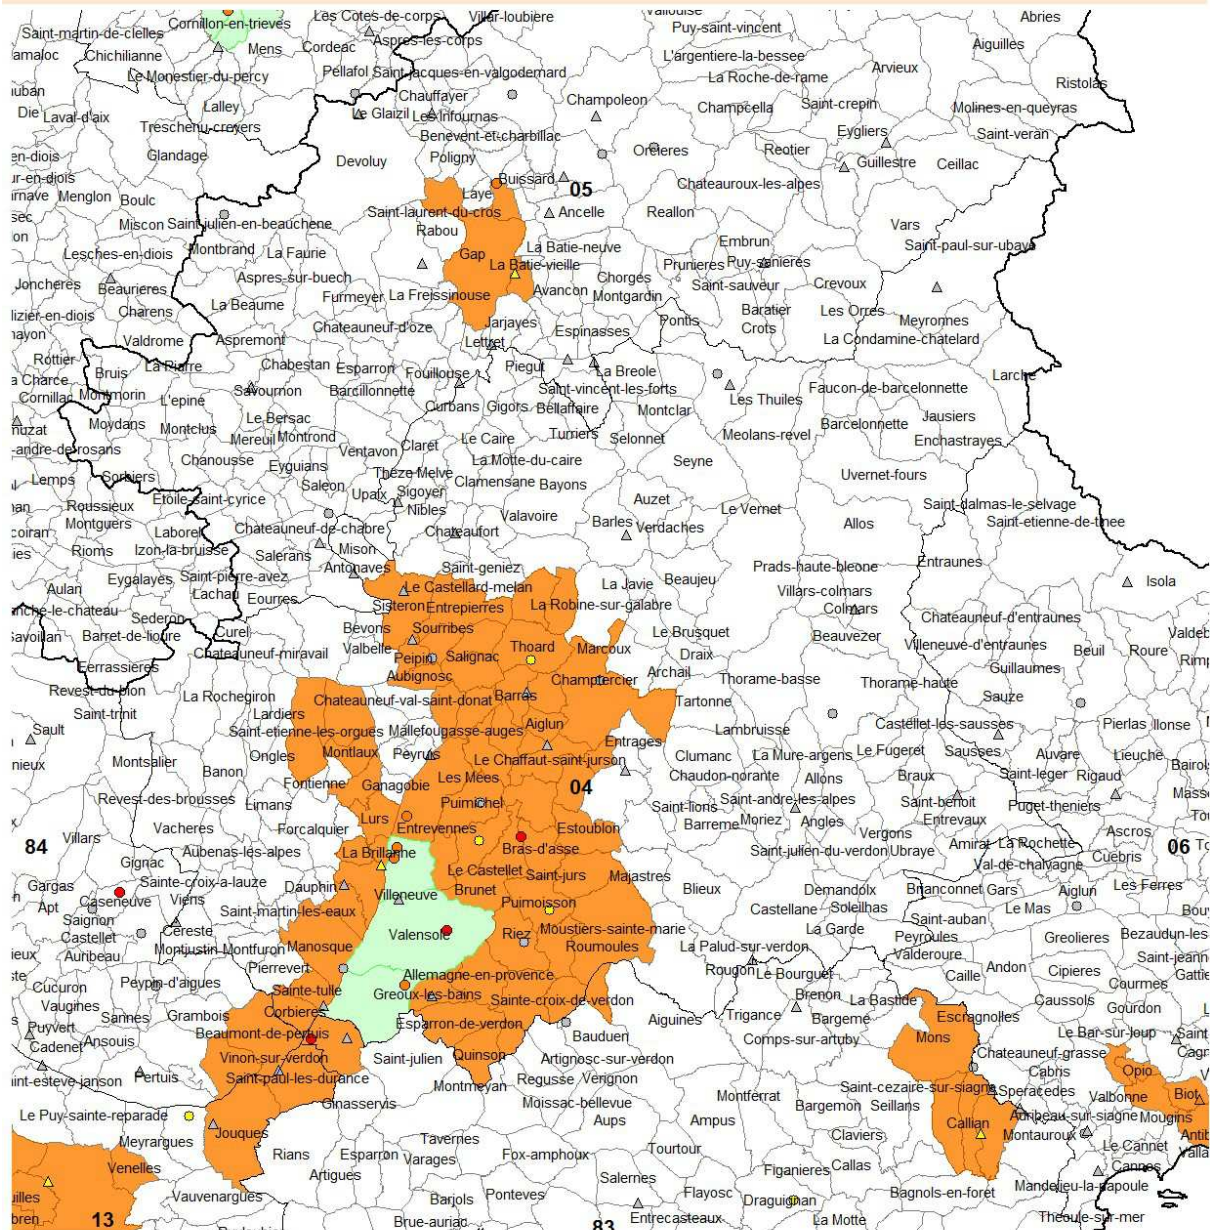 Cornillon-en-trieves
Les Cotes-de-corps
Villar-loubiere
Vallouise
Abries
Saint-martin-de-clelles
Puy-saint-vincent
Mens
Cordeac
Aspres-les-corps
Aiguilles
Chichilianne
L'argentiere-la-bessee
Arvieux
Le Monestier-du-percy
Pellafol
Saint-jacques-en-valgodemard
La Roche-de-rame
Ristolas
Chauffayer
Champoleon
Champcella
Saint-crepin
Molines-en-queyras
Lalley
Die
Laval-d'aix
Le Glaizil
Les Infournas
Treschenu-creyers
Benevent-et-charbillac
Eygliers
Saint-veran
Glandage
Devoluy
Poligny
Orcieres
Reotier
Guillestre
Ceillac
Buissard
05
Chateauroux-les-alpes
Menglon
Boulc
Laye
Saint-laurent-du-cros
Ancelle
Reallon
Miscon
Saint-julien-en-beauchene
Rabou
Vars
Lesches-en-diois
Montbrand
La Faurie
Gap
La Batie-neuve
Embrun
Saint-paul-sur-ubaye
La Batie-vieille
Prunieres
Puy-sanieres
Joncheres
Beaurieres
Aspres-sur-buech
Chorges
Saint-sauveur
Crevoux
Avancon
Montgardin
La Beaume
Furmeyer
La Freissinouse
Charens
Baratier
Les Orres
Meyronnes
Jarjayes
Pontis
Crots
Valdrome
Aspremont
Chateauneuf-d'oze
Espinasses
La Condamine-chatelard
Lettret
Rottier
Bruis
La Piarre
Chabestan
Esparron
Fouillouse
Piegut
La Breole
Larche
Montmorin
Savournon
Barcillonnette
Saint-vincent-les-forts
Les Thuiles
Faucon-de-barcelonnette
Cornillac
L'epine
Curbans
Gigors
Bellaffaire
Montclar
Jausiers
Moydans
Montclus
Le Bersac
Mereuil
Montrond
Le Caire
Turriers
Selonnet
Meolans-revel
Barcelonnette
Enchastrayes
Chanousse
Ventavon
Claret
La Motte-du-caire
Seyne
Uvernet-fours
Eyguians
Theze
Melve
Clamensane
Bayons
Lemps
Sorbiers
Saleon
Upaix
Sigoyer
Auzet
Le Vernet
Saint-dalmas-le-selvage
Etoile-saint-cyrice
Nibles
Valavoire
Barles
Verdaches
Allos
Saint-etienne-de-tinee
Roussieux
Montguers
Laborel
Chateauneuf-de-chabre
Chateaufort
Rioms
Izon-la-bruisse
Salerans
Mison
Saint-geniez
Prads-haute-bleone
Entraunes
Eygalayes
Saint-pierre-avez
Antonaves
Le Castellard-melan
La Javie
Beaujeu
Villars-colmars
Isola
Aulan
Lachau
Eourres
Sisteron
Entrepierres
La Robine-sur-galabre
Colmars
Chateauneuf-d'entraunes
Sederon
Curel
Bevons
Sourribes
Le Brusquet
Beauvezer
Barret-de-lioure
Chateauneuf-miravail
Valbelle
Peipin
Salignac
Thoard
Marcoux
Draix
Villeneuve-d'entraunes
Beuil
Roure
Ferrassieres
Aubignosc
Champtercier
Archail
Thorame-basse
Thorame-haute
Guillaumes
Revest-du-bion
La Rochegiron
Chateauneuf-val-saint-donat
Barras
Tartonne
Sauze
Saint-trinit
Lardiers
Saint-etienne-les-orgues
Mallefougasse-auges
Aiglun
Lambruisse
Castellet-les-sausses
Pierlas
Ilonse
Sault
Ongles
Montlaux
Peyruis
Entrages
Clumanc
La Mure-argens
Le Fugeret
Sausses
Auvare
Lieuche
Montsalier
Banon
Le Chaffaut-saint-jurson
Fontienne
Ganagobie
Les Mées
04
Chaudon-norante
Allons
Braux
Saint-leger
Rigaud
Revest-des-brousses
Limans
Puimichel
Saint-lions
Saint-andre-les-alpes
Saint-benoit
Puget-theniers
Lurs
Barreme
Moriez
Angles
Entrevaux
Villars
Vacheres
Forcalquier
Entrevennes
Estoublon
Vergons
Ascros
84
Aubenas-les-alpes
La Brillanne
Bras-d'asse
Saint-julien-du-verdon
Ubraye
Amirat
La Rochette
06
Gignac
Le Castellet
Saint-jurs
Val-de-chalvagne
Cuebris
Gargas
Sainte-croix-a-lauze
Dauphin
Villeneuve
Brunet
Majastres
Blieux
Demandolx
Brianconnet
Gars
Aiglun
Les Ferres
Apt
Caseneuve
Viens
Puimoisson
Castellane
Soleilhas
Le Mas
Saignon
Saint-martin-les-eaux
Moustiers-sainte-marie
Saint-auban
Castellet
Céreste
Valensole
Riez
La Garde
Peyroules
Greolieres
Bezaudun-les
Auribeau
Montjustin
Montfuron
Manosque
Roumoules
La Palud-sur-verdon
Valderoure
Cucuron
Peypin-d'aigues
Pierrevert
Allemagne-en-provence
Rougon
Le Bourguet
Caille
Andon
Cipieres
Courmes
Vaugines
Sainte-tulle
Greoux-les-bains
Sainte-croix-de-verdon
Brenon
La Bastide
Caussols
Gourdon
Sannes
Grambois
Corbieres
Trigance
Bargeme
Escragnolles
Puyvert
Ansouis
Beaumont-de-pertuis
Esparron-de-verdon
Bauduen
Aiguines
Comps-sur-artuby
Mons
Le Bar-sur-loup
Cadenet
Vinon-sur-verdon
Saint-julien
Quinson
Artignosc-sur-verdon
Chateauneuf-grasse
Cabris
Opio
Pertuis
Saint-paul-les-durance
Montmeyan
Regusse
Verignon
Saint-cezaire-sur-siagne
Speracedes
Valbonne
Biot
Le Puy-sainte-reparade
Ginasservis
Moissac-bellevue
Montferrat
Bargemon
Seillans
Auribeau-sur-siagne
Mougins
Aups
Ampus
Callian
Montauroux
Meyrargues
Jouques
Tavernes
Claviers
Le Cannet
Venelles
Rians
Esparron
Varages
Fox-amphoux
Tourtour
Cannes
Artigues
Figanieres
Callas
Vauvenargues
Salernes
Mandelieu-la-napoule
Barjols
Ponteves
Flayosc
Draguignan
Bagnols-en-foret
13
Brue-auriac
83
Entrecasteaux
La Motte
Theoule-sur-mer